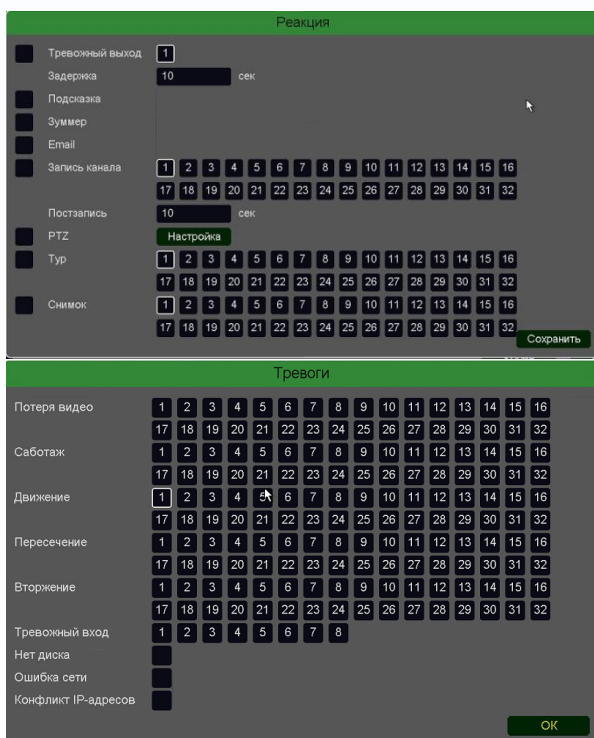 Реакция
Тревожный выход 1
Задержка 10 сек
Подсказка
Зуммер
Email
Запись канала 1 2 3 4 5 6 7 8 9 10 11 12 13 14 15 16
17 18 19 20 21 22 23 24 25 26 27 28 29 30 31 32
Постзапись 10 сек
PTZ Настройка
Тур 1 2 3 4 5 6 7 8 9 10 11 12 13 14 15 16
17 18 19 20 21 22 23 24 25 26 27 28 29 30 31 32
Снимок 1 2 3 4 5 6 7 8 9 10 11 12 13 14 15 16
17 18 19 20 21 22 23 24 25 26 27 28 29 30 31 32
Сохранить
Тревоги
Потеря видео 1 2 3 4 5 6 7 8 9 10 11 12 13 14 15 16
17 18 19 20 21 22 23 24 25 26 27 28 29 30 31 32
Саботаж 1 2 3 4 5 6 7 8 9 10 11 12 13 14 15 16
17 18 19 20 21 22 23 24 25 26 27 28 29 30 31 32
Движение 1 2 3 4 5 6 7 8 9 10 11 12 13 14 15 16
17 18 19 20 21 22 23 24 25 26 27 28 29 30 31 32
Пересечение 1 2 3 4 5 6 7 8 9 10 11 12 13 14 15 16
17 18 19 20 21 22 23 24 25 26 27 28 29 30 31 32
Вторжение 1 2 3 4 5 6 7 8 9 10 11 12 13 14 15 16
17 18 19 20 21 22 23 24 25 26 27 28 29 30 31 32
Тревожный вход 1 2 3 4 5 6 7 8
Нет диска
Ошибка сети
Конфликт IP-адресов
OK